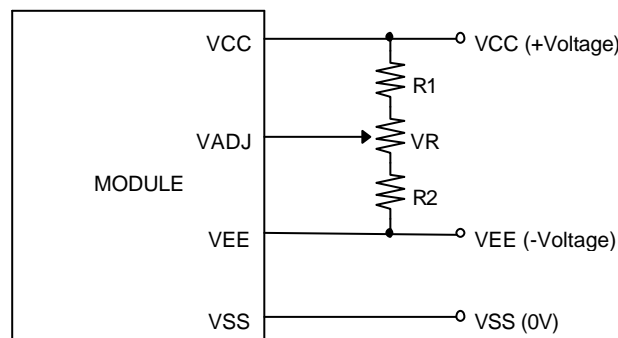 VCC VCC (+Voltage)
R1
VADJ VR
MODULE
R2
VEE VEE (-Voltage)
VSS VSS (0V)